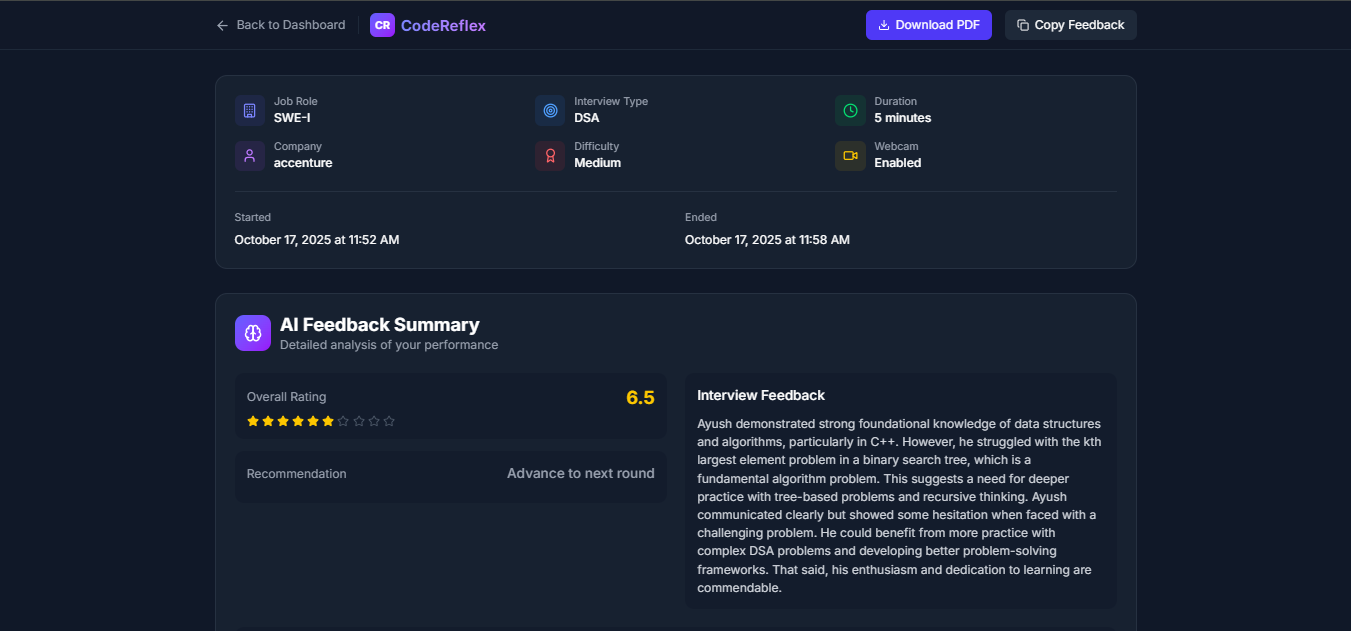 Back to Dashboard
CR CodeReflex
Download PDF
Copy Feedback
Job Role
SWE-I
Interview Type
DSA
Duration
5 minutes
Company
accenture
Difficulty
Medium
Webcam
Enabled
Started
October 17, 2025 at 11:52 AM
Ended
October 17, 2025 at 11:58 AM
AI Feedback Summary
Detailed analysis of your performance
Overall Rating
6.5
Recommendation
Advance to next round
Interview Feedback
Ayush demonstrated strong foundational knowledge of data structures
and algorithms, particularly in C++. However, he struggled with the kth
largest element problem in a binary search tree, which is a
fundamental algorithm problem. This suggests a need for deeper
practice with tree-based problems and recursive thinking. Ayush
communicated clearly but showed some hesitation when faced with a
challenging problem. He could benefit from more practice with
complex DSA problems and developing better problem-solving
frameworks. That said, his enthusiasm and dedication to learning are
commendable.